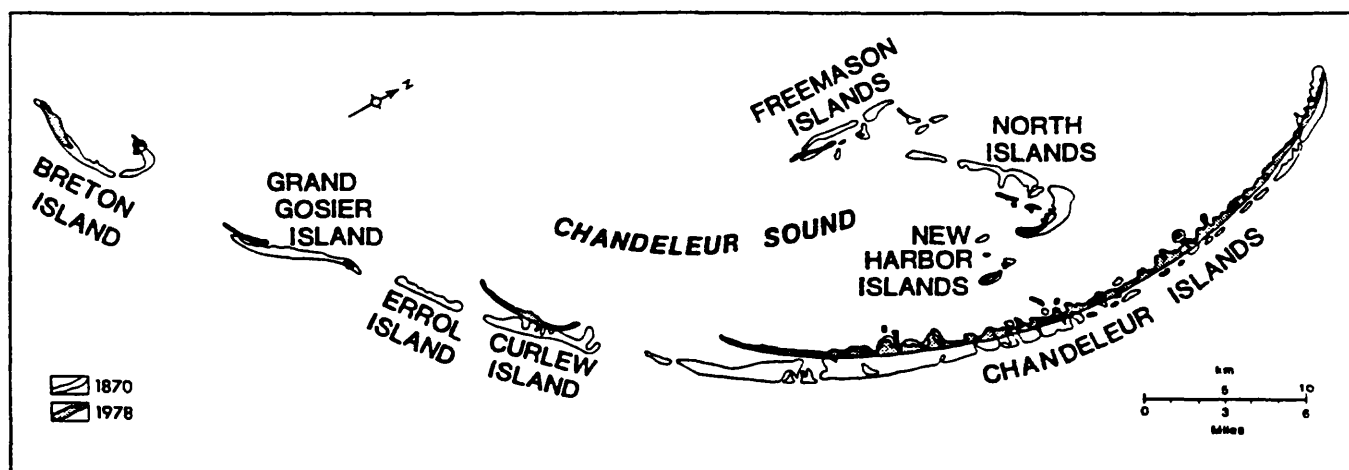 N
FREEMASON
ISLANDS
NORTH
ISLANDS
BRETON
ISLAND
GRAND
GOSIER
ISLAND
CHANDELEUR SOUND
NEW
HARBOR
ISLANDS
ERROL
ISLAND
CURLEW
ISLAND
CHANDELEUR ISLANDS
1870
1978
km
5 10
0 3 6
Miles